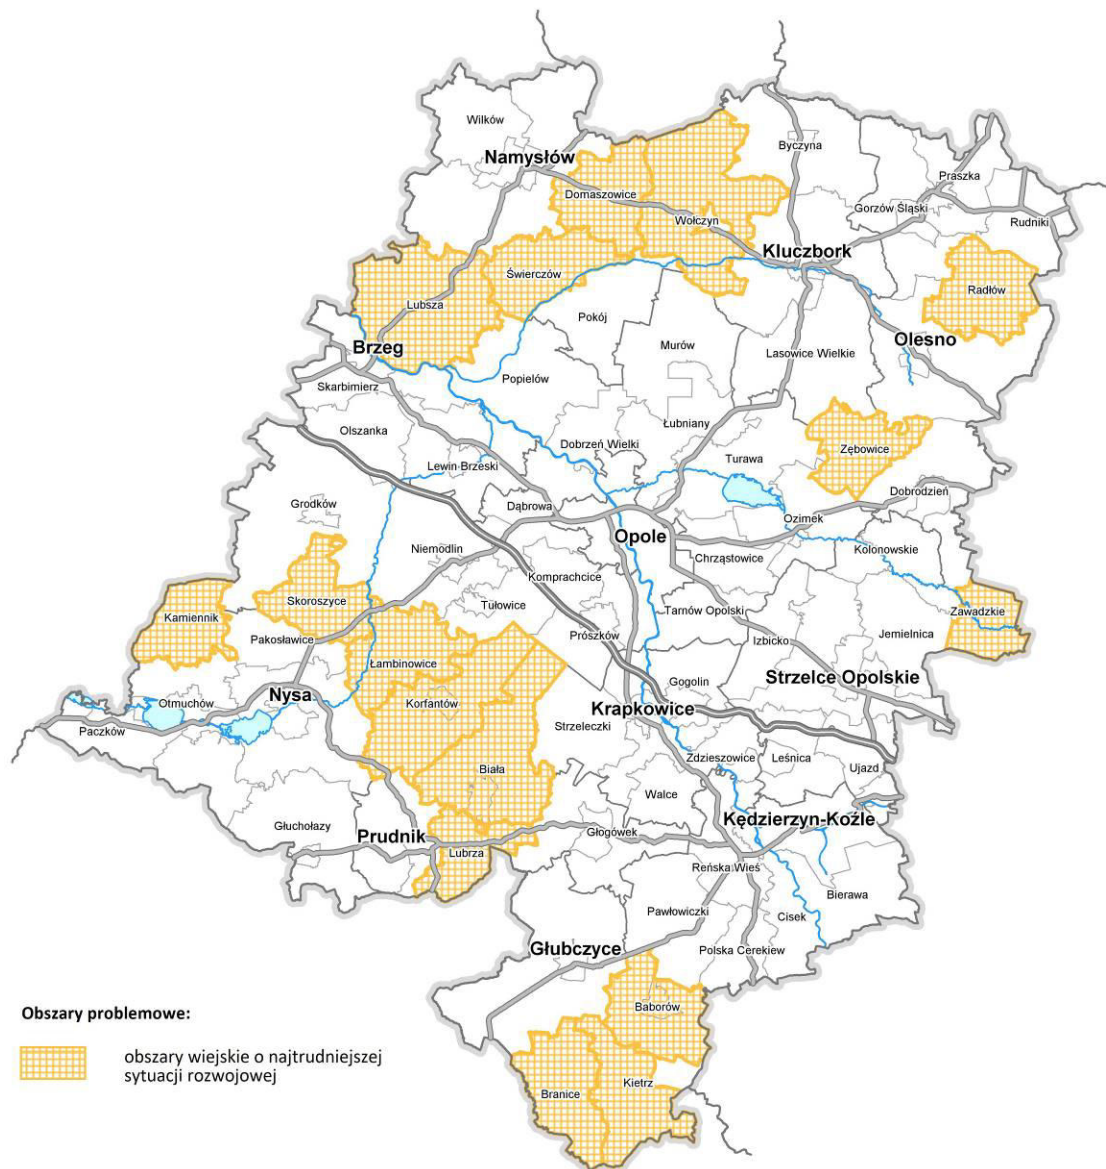 Wilków
Namysłów
Byczyna
Praszka
Domaszowice
Gorzów Śląski
Wołczyn
Rudniki
Kluczbork
Świerczów
Radłów
Lubsza
Pokój
Olesno
Brzeg
Murów
Lasowice Wielkie
Popielów
Skarbimierz
Łubniany
Olszanka
Dobrzeń Wielki
Zębowice
Turawa
Lewin Brzeski
Dobrodzień
Grodków
Dąbrowa
Ozimek
Opole
Niemodlin
Kolonowskie
Chrząstowice
Komprachcice
Skoroszyce
Tułowice
Tarnów Opolski
Zawadzkie
Kamiennik
Prószków
Izbicko
Jemielnica
Pakosławice
Łambinowice
Strzelce Opolskie
Gogolin
Nysa
Otmuchów
Korfantów
Krapkowice
Paczków
Strzeleczki
Zdzieszowice
Leśnica
Ujazd
Biała
Walce
Kędzierzyn-Koźle
Głuchołazy
Prudnik
Głogówek
Lubrza
Reńska Wieś
Bierawa
Pawłowiczki
Cisek
Głubczyce
Polska Cerekiew
Baborów
Obszary problemowe:
obszary wiejskie o najtrudniejszej
sytuacji rozwojowej
Kietrz
Branice